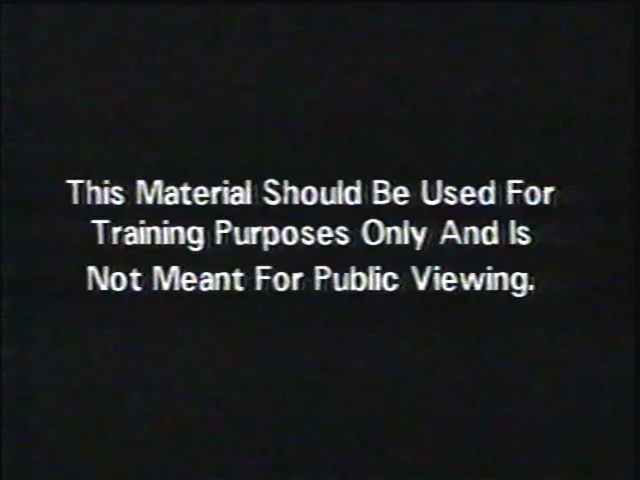 This Material Should Be Used For
Training Purposes Only And Is
Not Meant For Public Viewing.